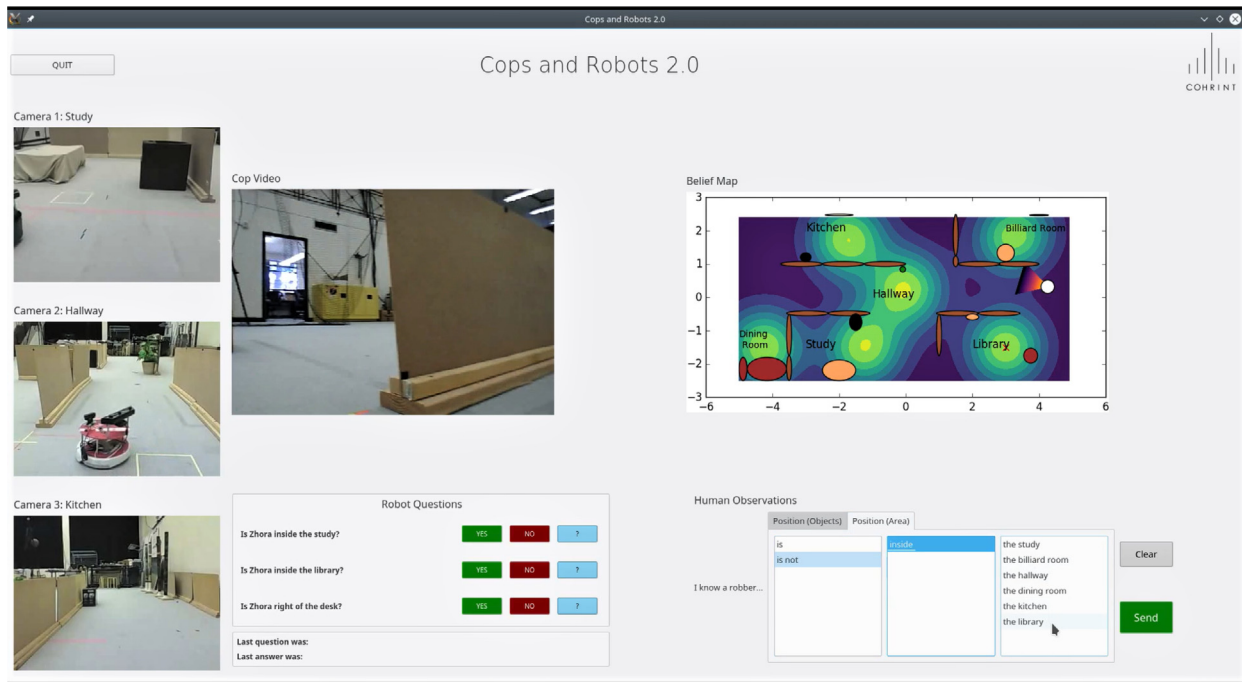 Cops and Robots 2.0
QUIT
Cops and Robots 2.0
COHRINT
Camera 1: Study
Cop Video
Belief Map
3
2
1
0
−1
−2
−3
−6
−4
−2
0
2
4
6
Kitchen
Billiard Room
Hallway
Dining
Room
Study
Library
Camera 2: Hallway
Camera 3: Kitchen
Robot Questions
Is Zhora inside the study?
YES
NO
?
Is Zhora inside the library?
YES
NO
?
Is Zhora right of the desk?
YES
NO
?
Last question was:
Last answer was:
Human Observations
Position (Objects)
Position (Area)
I know a robber...
is
is not
inside
the study
the billiard room
the hallway
the dining room
the kitchen
the library
Clear
Send